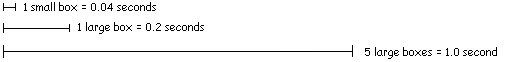 1 small box = 0.04 seconds
1 large box = 0.2 seconds
5 large boxes = 1.0 second